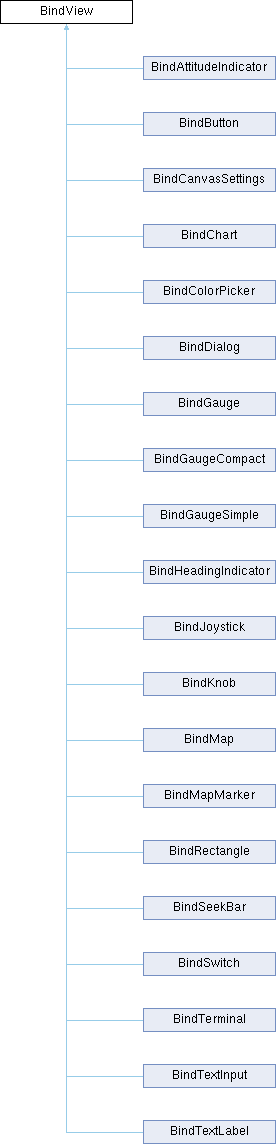 BindView
BindAttitudeIndicator
BindButton
BindCanvasSettings
BindChart
BindColorPicker
BindDialog
BindGauge
BindGaugeCompact
BindGaugeSimple
BindHeadingIndicator
BindJoystick
BindKnob
BindMap
BindMapMarker
BindRectangle
BindSeekBar
BindSwitch
BindTerminal
BindTextInput
BindTextLabel